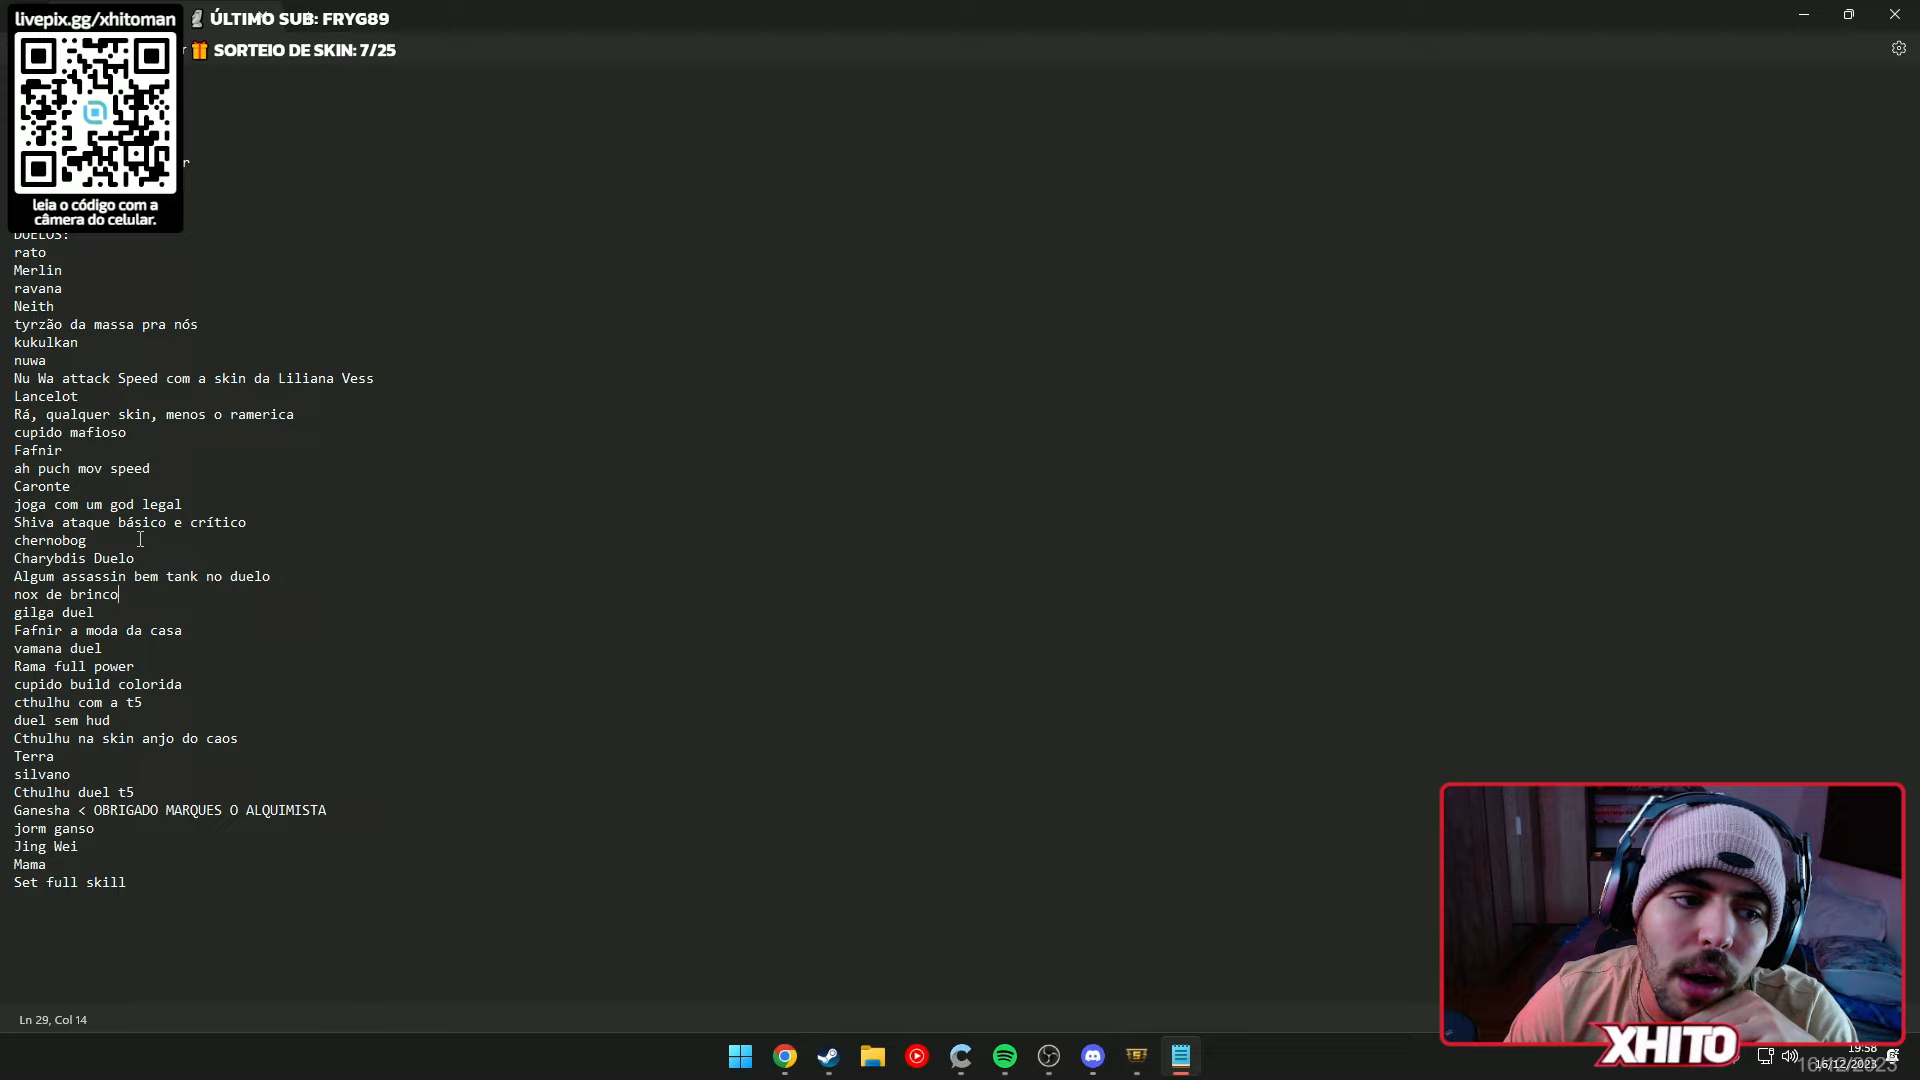 livepix.gg/xhitoman
ÚLTIMO SUB: FRYG89
SORTEIO DE SKIN: 7/25
r
leia o código com a
câmera do celular.
DUELOS:
rato
Merlin
ravana
Neith
tyrzão da massa pra nós
kukulkan
nuwa
Nu Wa attack Speed com a skin da Liliana Vess
Lancelot
Rá, qualquer skin, menos o ramerica
cupido mafioso
Fafnir
ah puch mov speed
Caronte
joga com um god legal
Shiva ataque básico e crítico
chernobog
Charybdis Duelo
Algum assassin bem tank no duelo
nox de brinco
gilga duel
Fafnir a moda da casa
vamana duel
Rama full power
cupido build colorida
cthulhu com a t5
duel sem hud
Cthulhu na skin anjo do caos
Terra
silvano
Cthulhu duel t5
Ganesha < OBRIGADO MARQUES O ALQUIMISTA
jorm ganso
Jing Wei
Mama
Set full skill
Ln 29, Col 14
XHITO
19:58
16/12/2023
16/12/2023